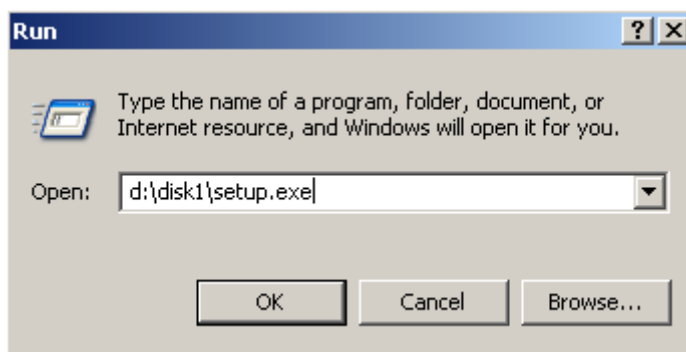 Run
Type the name of a program, folder, document, or
Internet resource, and Windows will open it for you.
Open: d:\disk1\setup.exe
OK Cancel Browse...